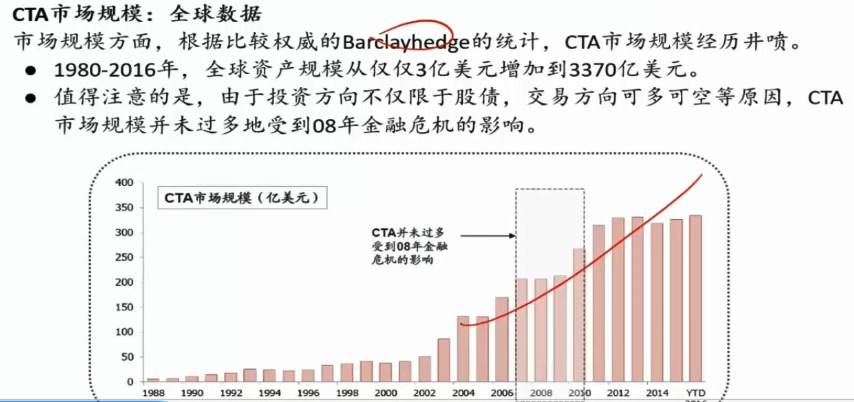 CTA市场规模：全球数据
市场规模方面，根据比较权威的Barclayhedge的统计，CTA市场规模经历井喷。
● 1980-2016年，全球资产规模从仅仅3亿美元增加到3370亿美元。
● 值得注意的是，由于投资方向不仅限于股债，交易方向可多可空等原因，CTA
市场规模并未过多地受到08年金融危机的影响。
CTA市场规模（亿美元）
CTA并未过多
受到08年金融
危机的影响
400
350
300
250
200
150
100
50
0
1988 1990 1992 1994 1996 1998 2000 2002 2004 2006 2008 2010 2012 2014 YTD
2016